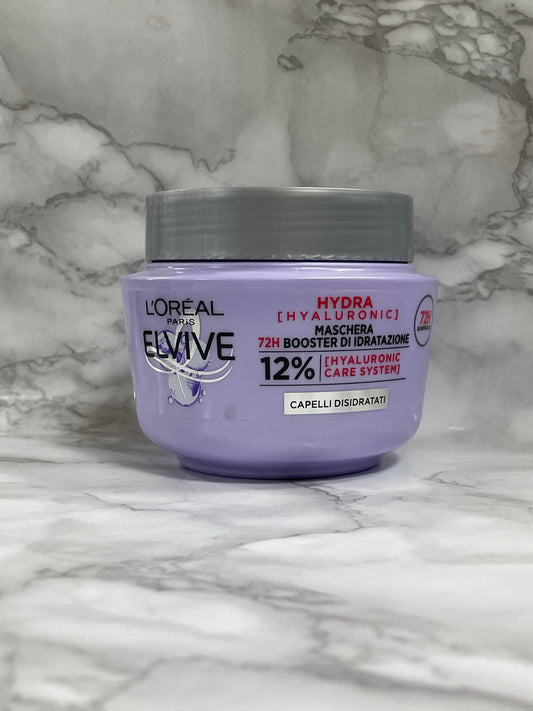 L'ORÉAL
PARIS
ELVIVE
HYDRA
[HYALURONIC]
MASCHERA
72H BOOSTER DI IDRATAZIONE
12% [HYALURONIC
CARE SYSTEM]
CAPELLI DISIDRATATI
72H